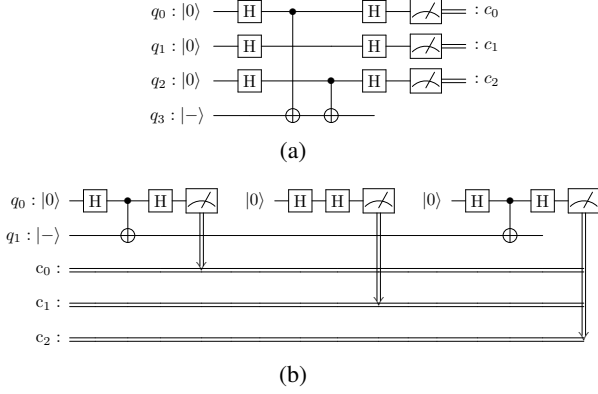 q₀ : |0⟩ H H : c₀
q₁ : |0⟩ H H : c₁
q₂ : |0⟩ H H : c₂
q₃ : |−⟩
(a)
q₀ : |0⟩ H H |0⟩ H H |0⟩ H H
q₁ : |−⟩
c₀ :
c₁ :
c₂ :
(b)